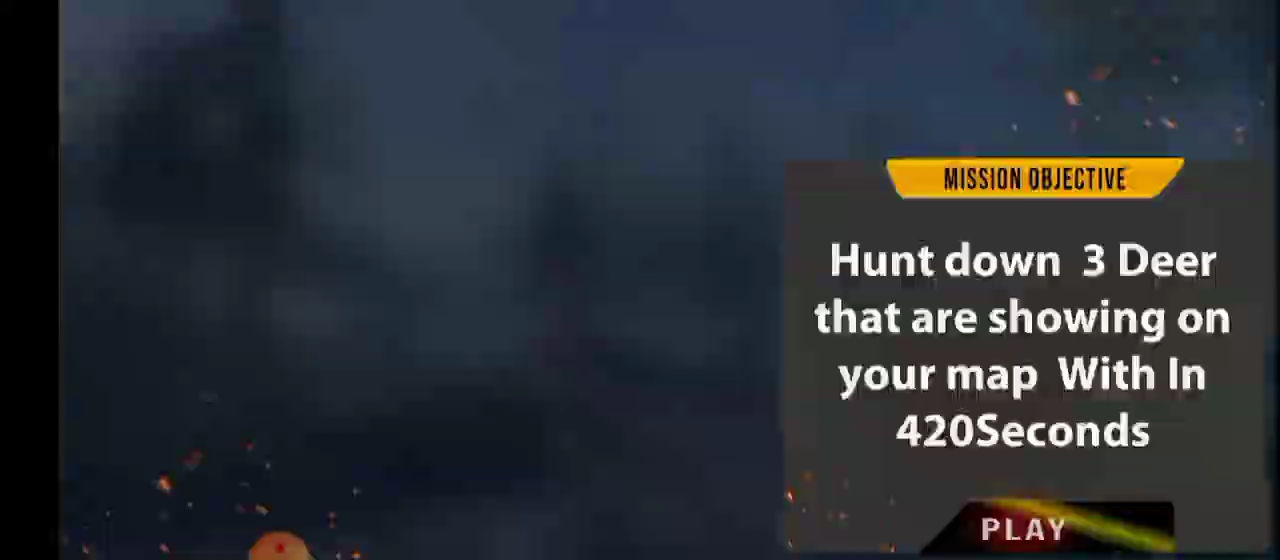 MISSION OBJECTIVE
Hunt down  3 Deer
that are showing on
your map  With In
420Seconds
PLAY